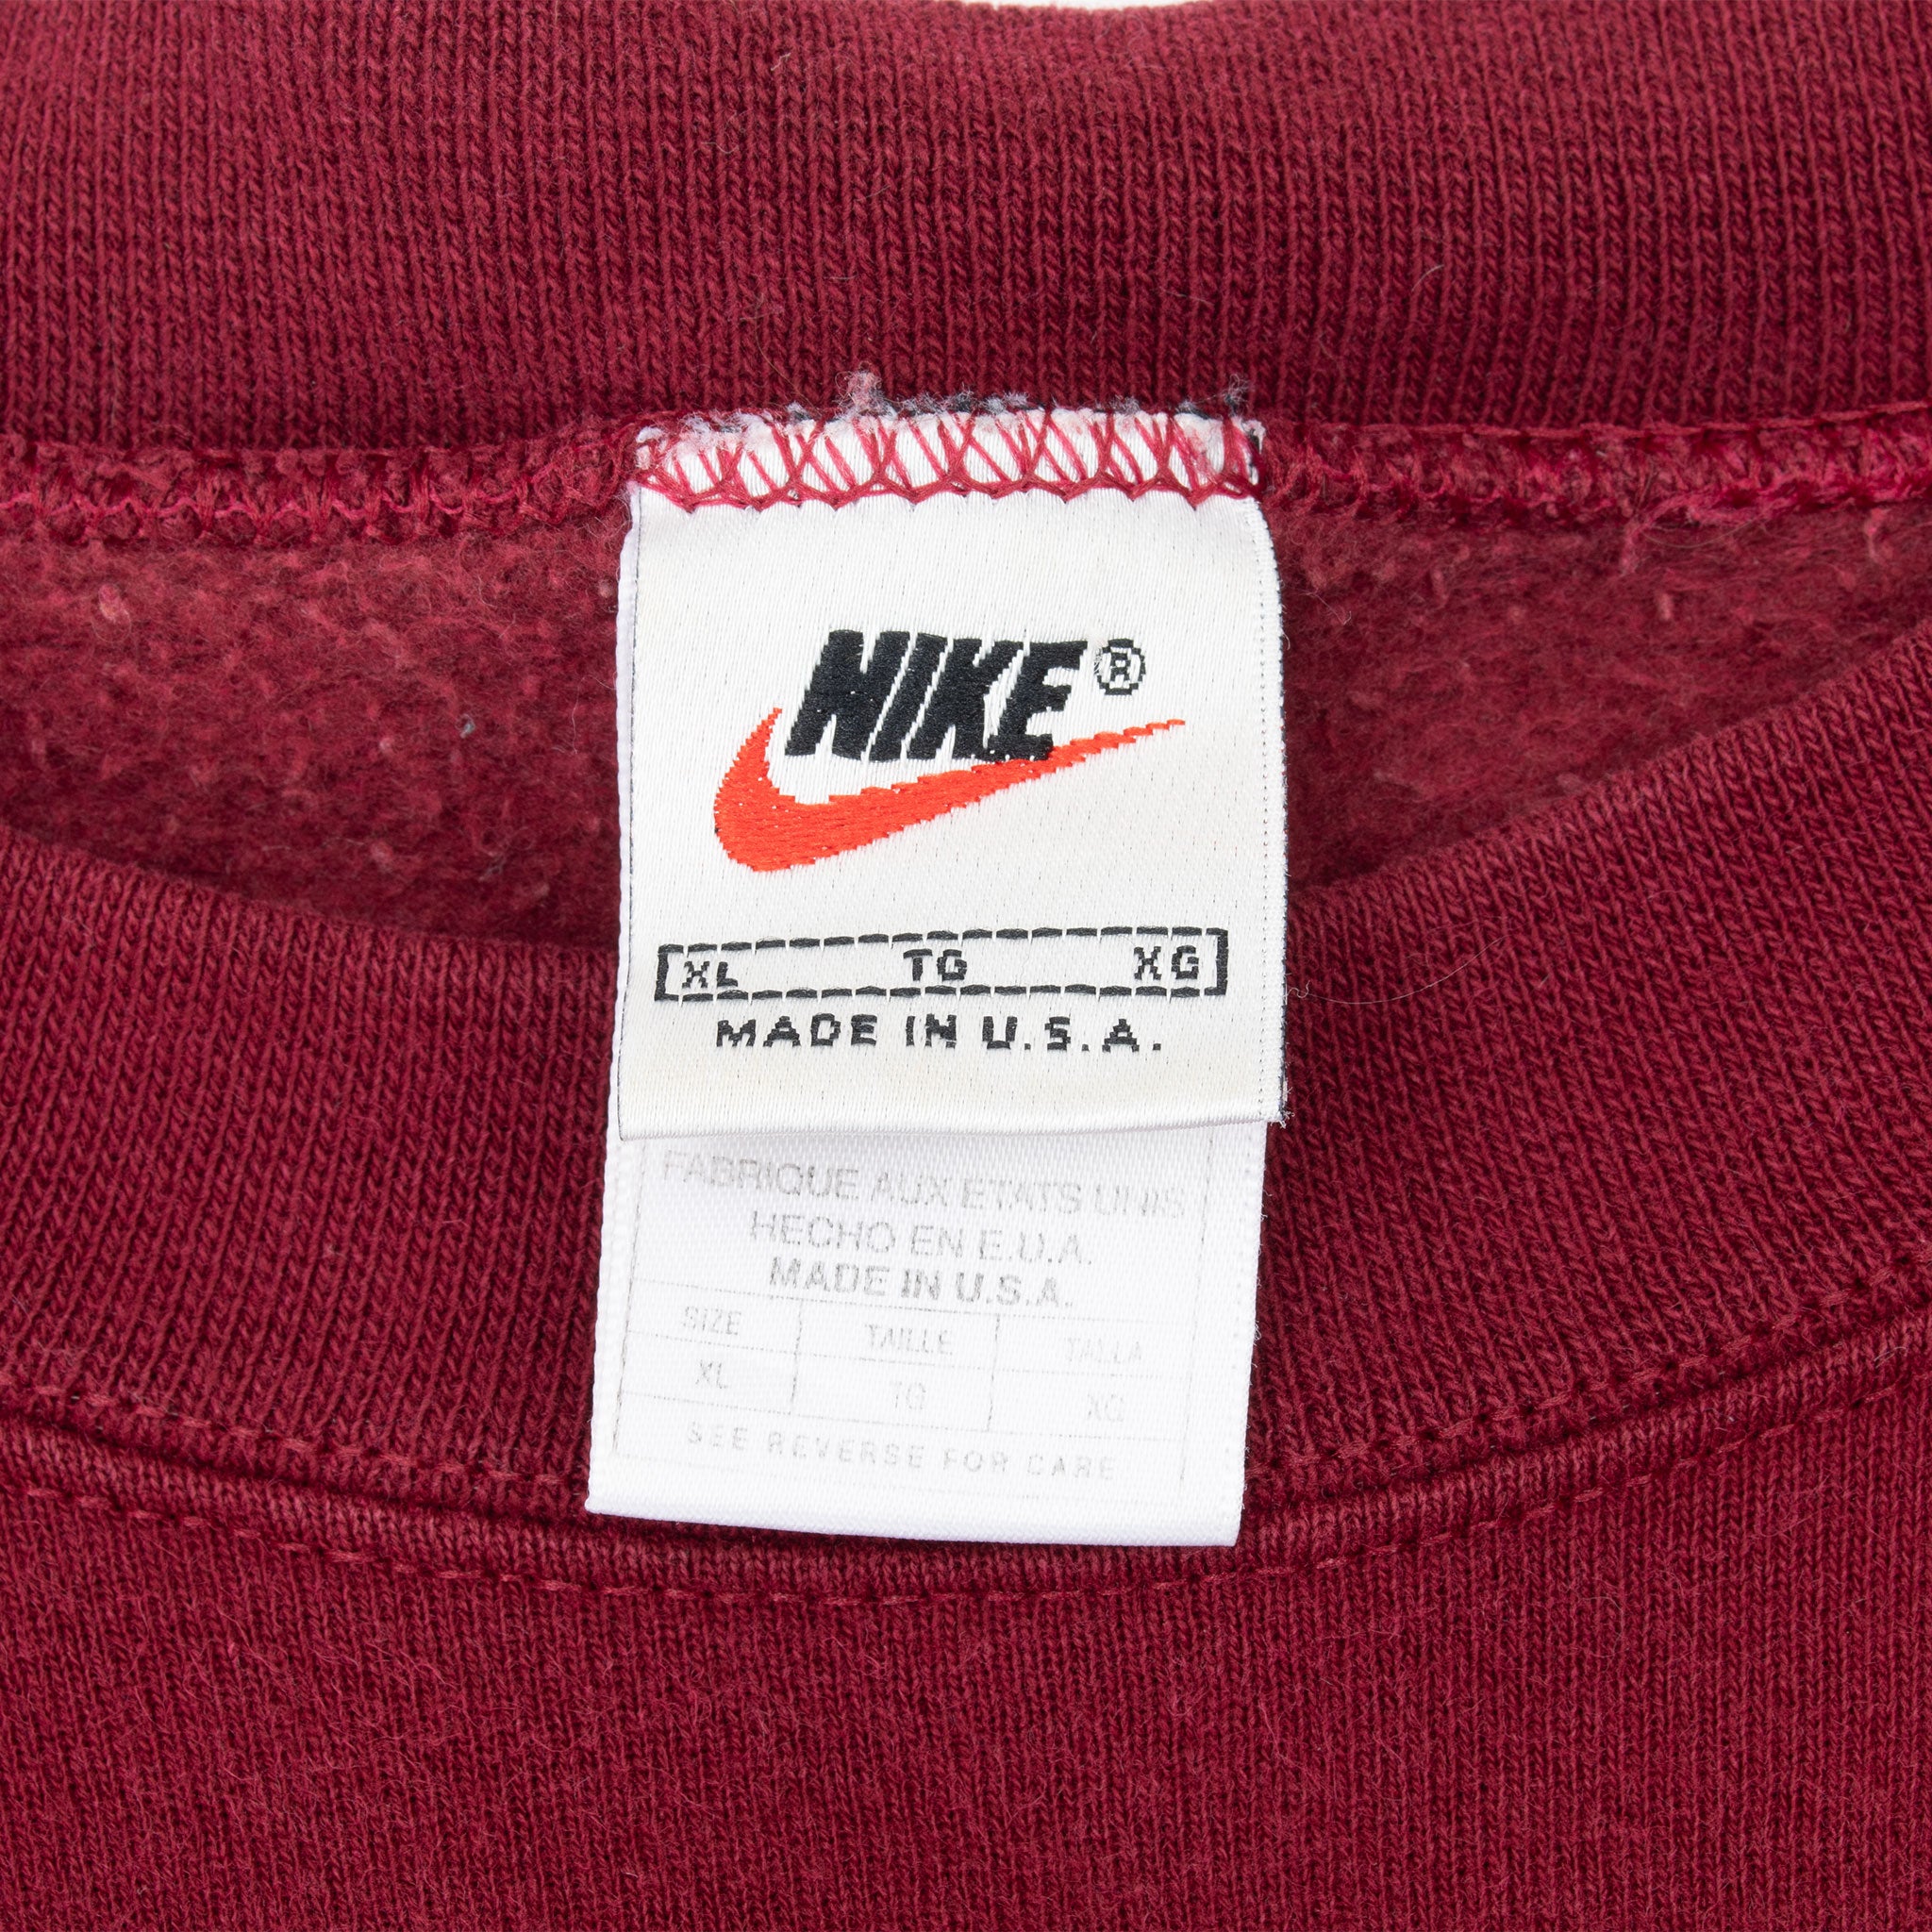 NIKE®
XL TG XG
MADE IN U.S.A.
FABRIQUE AUX ETATS UNIS
HECHO EN E.U.A.
MADE IN U.S.A.
SIZE TAILLE TALLA
XL TG XG
SEE REVERSE FOR CARE